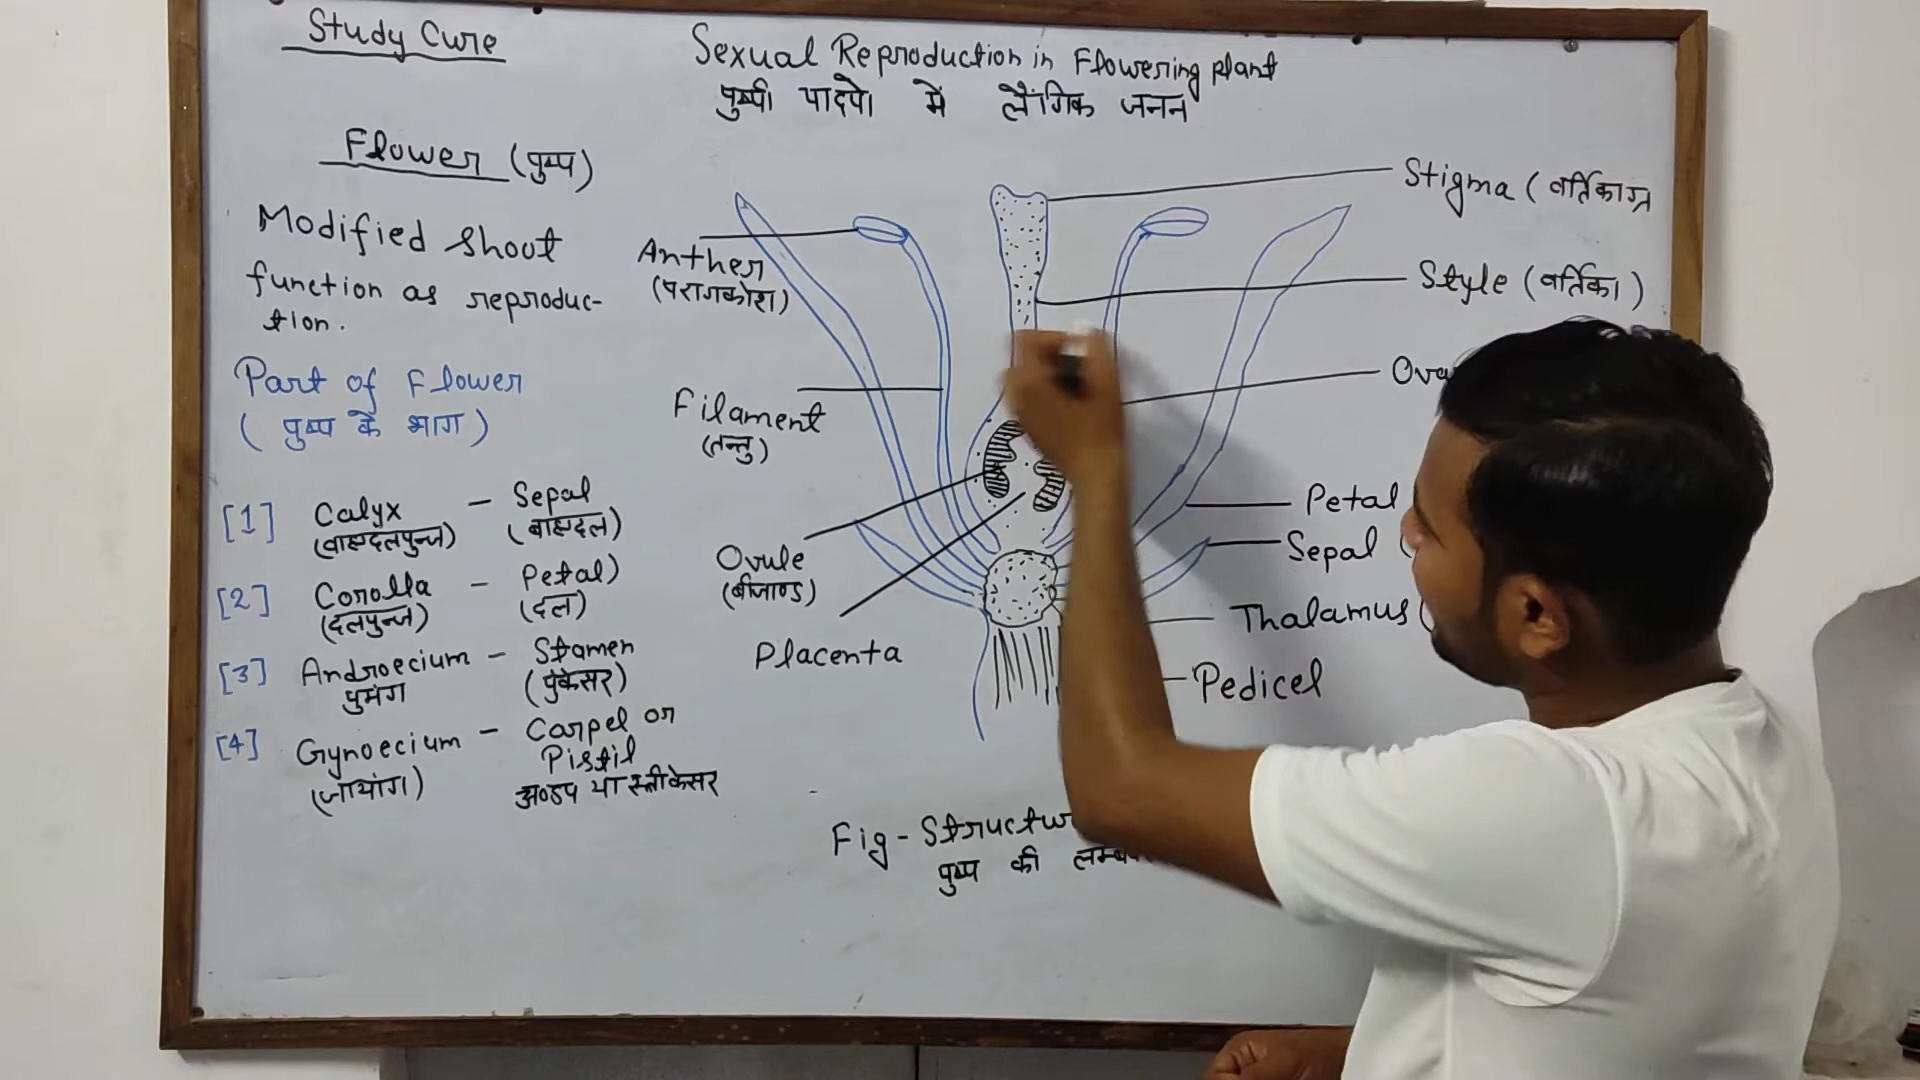 Study Cure
Sexual Reproduction in Flowering plant
पुष्पी पादपो में लैंगिक जनन
Flower (पुष्प)
Modified shoot
function as reproduc-
tion.
Part of Flower
(पुष्प के भाग)
[1] Calyx - Sepal
(बाह्यदलपुन्ज) (बाह्यदल)
[2] Corolla - Petal)
(दलपुन्ज) (दल)
[3] Androecium - Stamen
पुमंग (पुंकेसर)
[4] Gynoecium - Carpel or
Pistil
(जायांग) अण्डप या स्त्रीकेसर
Anther
(परागकोश)
Filament
(तन्तु)
Ovule
(बीजाण्ड)
Placenta
Stigma (वर्तिकाग्र
Style (वर्तिका)
Petal
Sepal (
Thalamus (
Pedicel
Fig-
पुष्प की